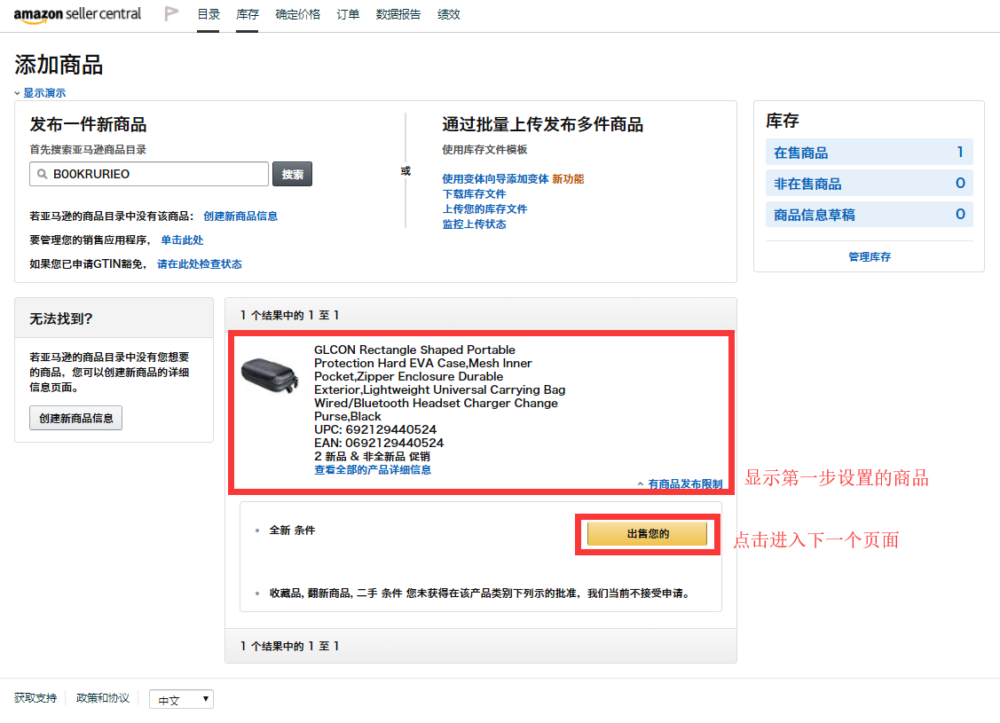 amazon seller central
目录 库存 确定价格 订单 数据报告 绩效
添加商品
显示演示
发布一件新商品
首先搜索亚马逊商品目录
B00KRURIEO 搜索
若亚马逊的商品目录中没有该商品： 创建新商品信息
要管理您的销售应用程序， 单击此处
如果您已申请GTIN豁免， 请在此处检查状态
或
通过批量上传发布多件商品
使用库存文件模板
使用变体向导添加变体 新功能
下载库存文件
上传您的库存文件
监控上传状态
库存
在售商品 1
非在售商品 0
商品信息草稿 0
管理库存
无法找到?
若亚马逊的商品目录中没有您想要
的商品，您可以创建新商品的详细
信息页面。
创建新商品信息
1 个结果中的 1 至 1
GLCON Rectangle Shaped Portable
Protection Hard EVA Case,Mesh Inner
Pocket,Zipper Enclosure Durable
Exterior,Lightweight Universal Carrying Bag
Wired/Bluetooth Headset Charger Change
Purse,Black
UPC: 692129440524
EAN: 0692129440524
2 新品 & 非全新品 促销
查看全部的产品详细信息
有商品发布限制
显示第一步设置的商品
全新 条件
出售您的
点击进入下一个页面
收藏品, 翻新商品, 二手 条件 您未获得在该产品类别下列示的批准，我们当前不接受申请。
1 个结果中的 1 至 1
获取支持 政策和协议 中文